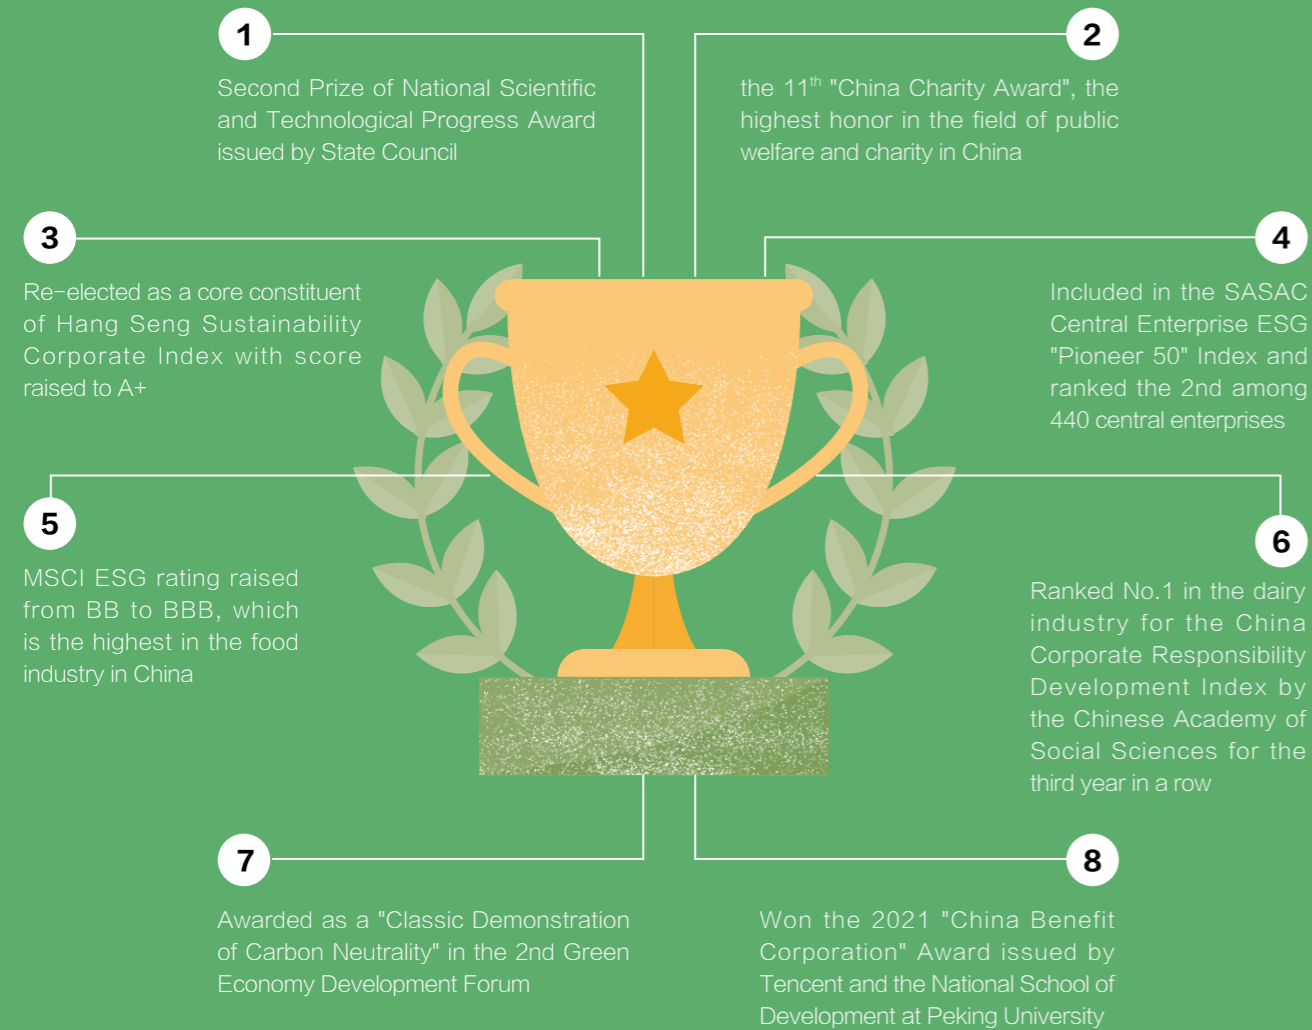 1
Second Prize of National Scientific
and Technological Progress Award
issued by State Council
2
the 11th "China Charity Award", the
highest honor in the field of public
welfare and charity in China
3
Re-elected as a core constituent
of Hang Seng Sustainability
Corporate Index with score
raised to A+
4
Included in the SASAC
Central Enterprise ESG
"Pioneer 50" Index and
ranked the 2nd among
440 central enterprises
5
MSCI ESG rating raised
from BB to BBB, which
is the highest in the food
industry in China
6
Ranked No.1 in the dairy
industry for the China
Corporate Responsibility
Development Index by
the Chinese Academy of
Social Sciences for the
third year in a row
7
Awarded as a "Classic Demonstration
of Carbon Neutrality" in the 2nd Green
Economy Development Forum
8
Won the 2021 "China Benefit
Corporation" Award issued by
Tencent and the National School of
Development at Peking University